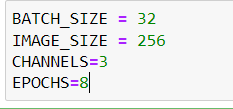 BATCH_SIZE = 32
IMAGE_SIZE = 256
CHANNELS=3
EPOCHS=8